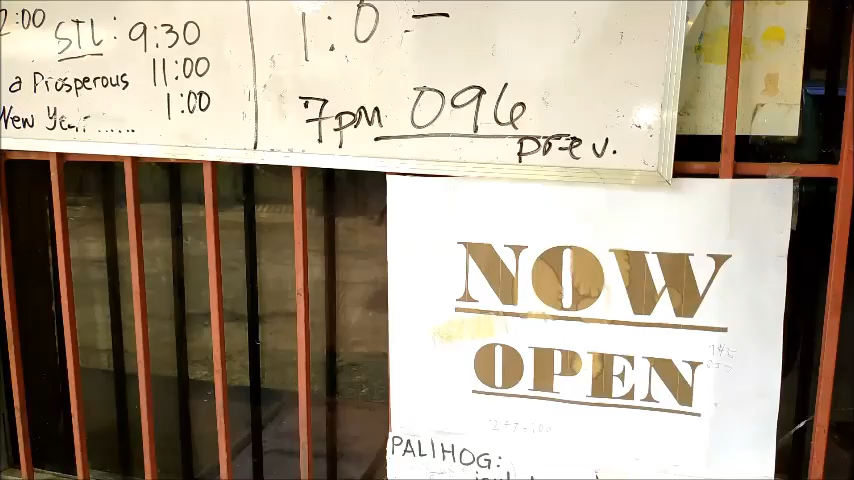 2:00 STL: 9:30
11:00
a Prosperous
1:00
New Year......
1:0 -
7pm 096
prev.
NOW
OPEN
PALIHOG: